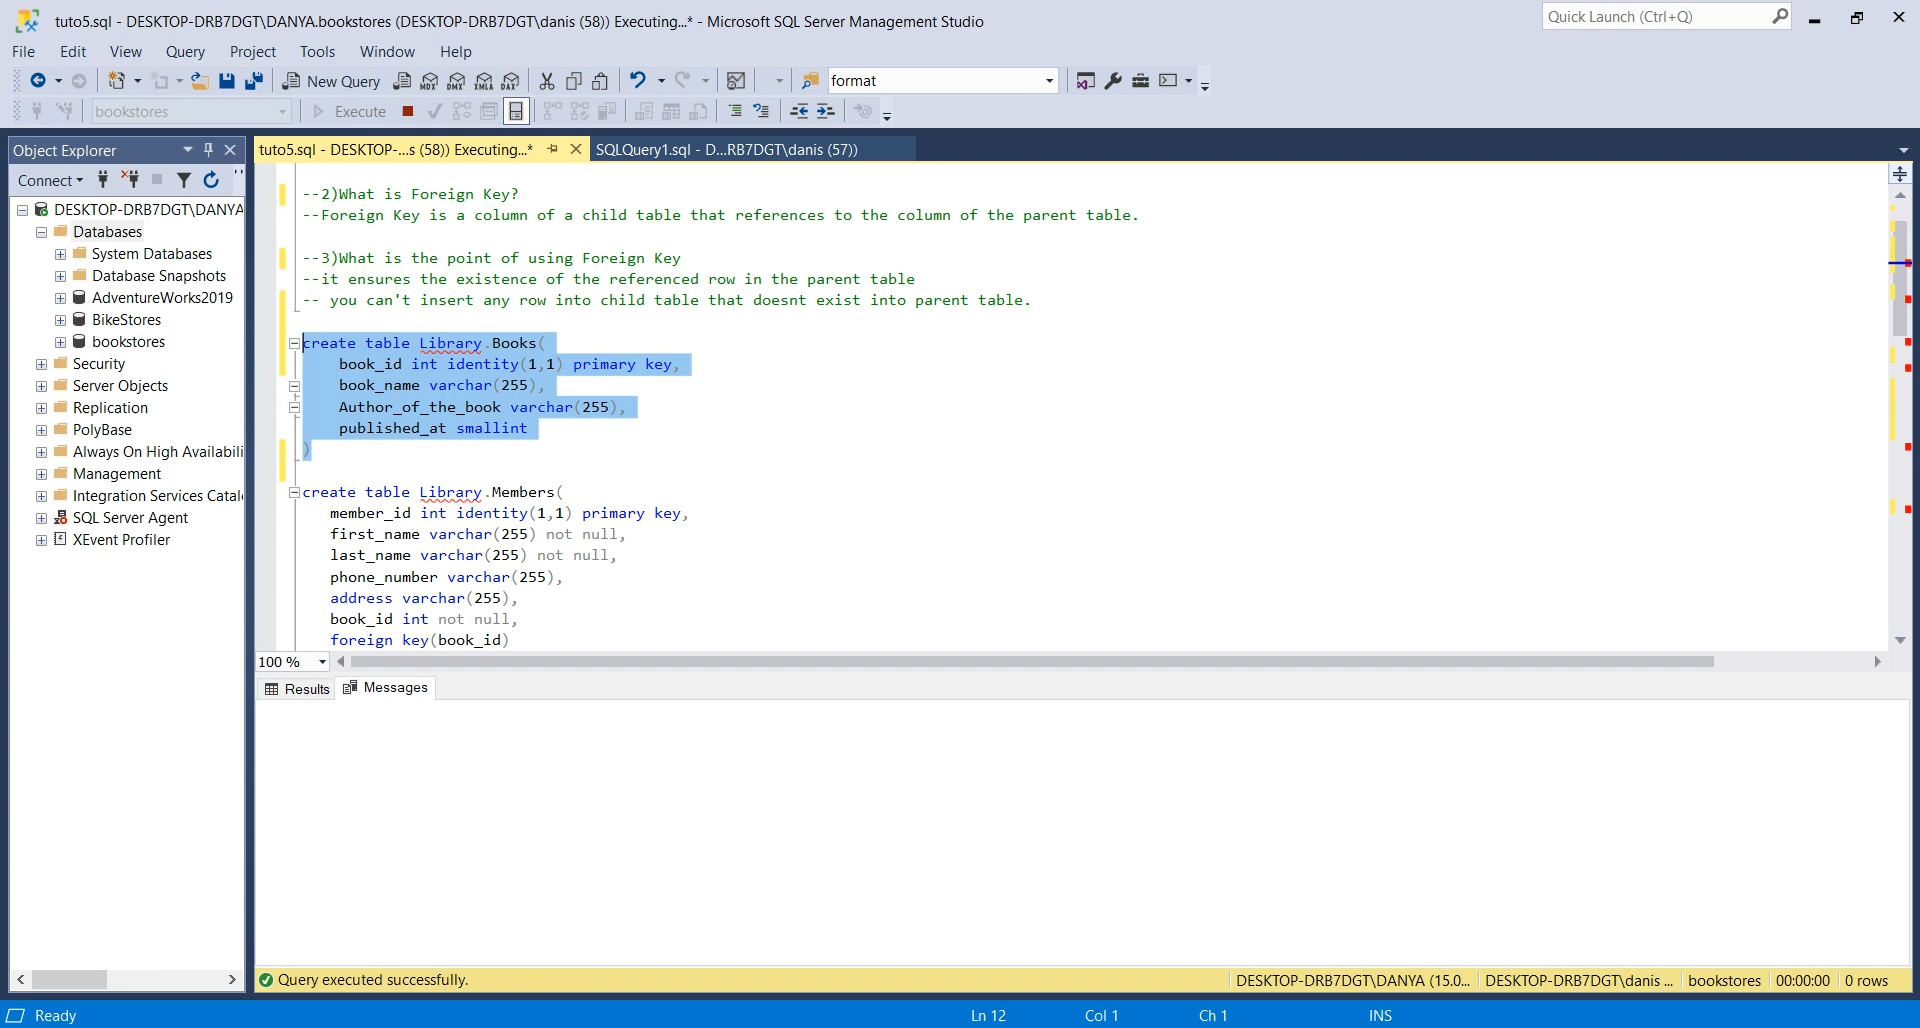 tuto5.sql - DESKTOP-DRB7DGT\DANYA.bookstores (DESKTOP-DRB7DGT\danis (58)) Executing...* - Microsoft SQL Server Management Studio
Quick Launch (Ctrl+Q)
File Edit View Query Project Tools Window Help
New Query MDX DMX XMLA DAX format
bookstores Execute
Object Explorer
tuto5.sql - DESKTOP-...s (58)) Executing...*
SQLQuery1.sql - D...RB7DGT\danis (57))
Connect
DESKTOP-DRB7DGT\DANYA
Databases
System Databases
Database Snapshots
AdventureWorks2019
BikeStores
bookstores
Security
Server Objects
Replication
PolyBase
Always On High Availabili
Management
Integration Services Catal
SQL Server Agent
XEvent Profiler
--2)What is Foreign Key?
--Foreign Key is a column of a child table that references to the column of the parent table.
--3)What is the point of using Foreign Key
--it ensures the existence of the referenced row in the parent table
-- you can't insert any row into child table that doesnt exist into parent table.
create table Library.Books(
book_id int identity(1,1) primary key,
book_name varchar(255),
Author_of_the_book varchar(255),
published_at smallint
)
create table Library.Members(
member_id int identity(1,1) primary key,
first_name varchar(255) not null,
last_name varchar(255) not null,
phone_number varchar(255),
address varchar(255),
book_id int not null,
foreign key(book_id)
100 %
Results Messages
Query executed successfully.
DESKTOP-DRB7DGT\DANYA (15.0... DESKTOP-DRB7DGT\danis ... bookstores 00:00:00 0 rows
Ready Ln 12 Col 1 Ch 1 INS